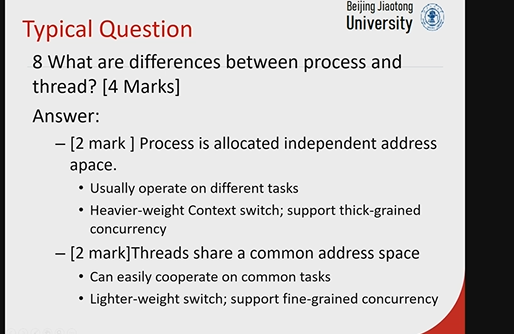 Beijing Jiaotong
University
Typical Question
8 What are differences between process and
thread? [4 Marks]
Answer:
– [2 mark ] Process is allocated independent address
apace.
• Usually operate on different tasks
• Heavier-weight Context switch; support thick-grained
concurrency
– [2 mark]Threads share a common address space
• Can easily cooperate on common tasks
• Lighter-weight switch; support fine-grained concurrency